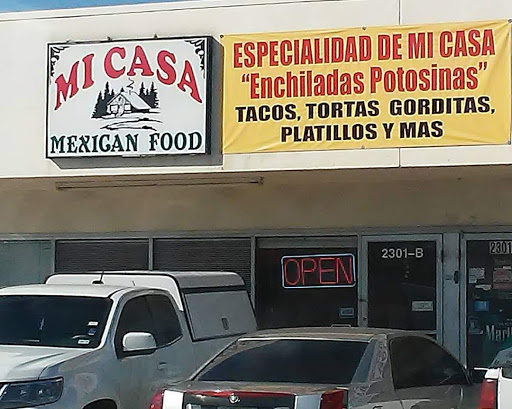 MI CASA
MEXICAN FOOD
ESPECIALIDAD DE MI CASA
"Enchiladas Potosinas"
TACOS, TORTAS GORDITAS,
PLATILLOS Y MAS
OPEN
2301-B
2301